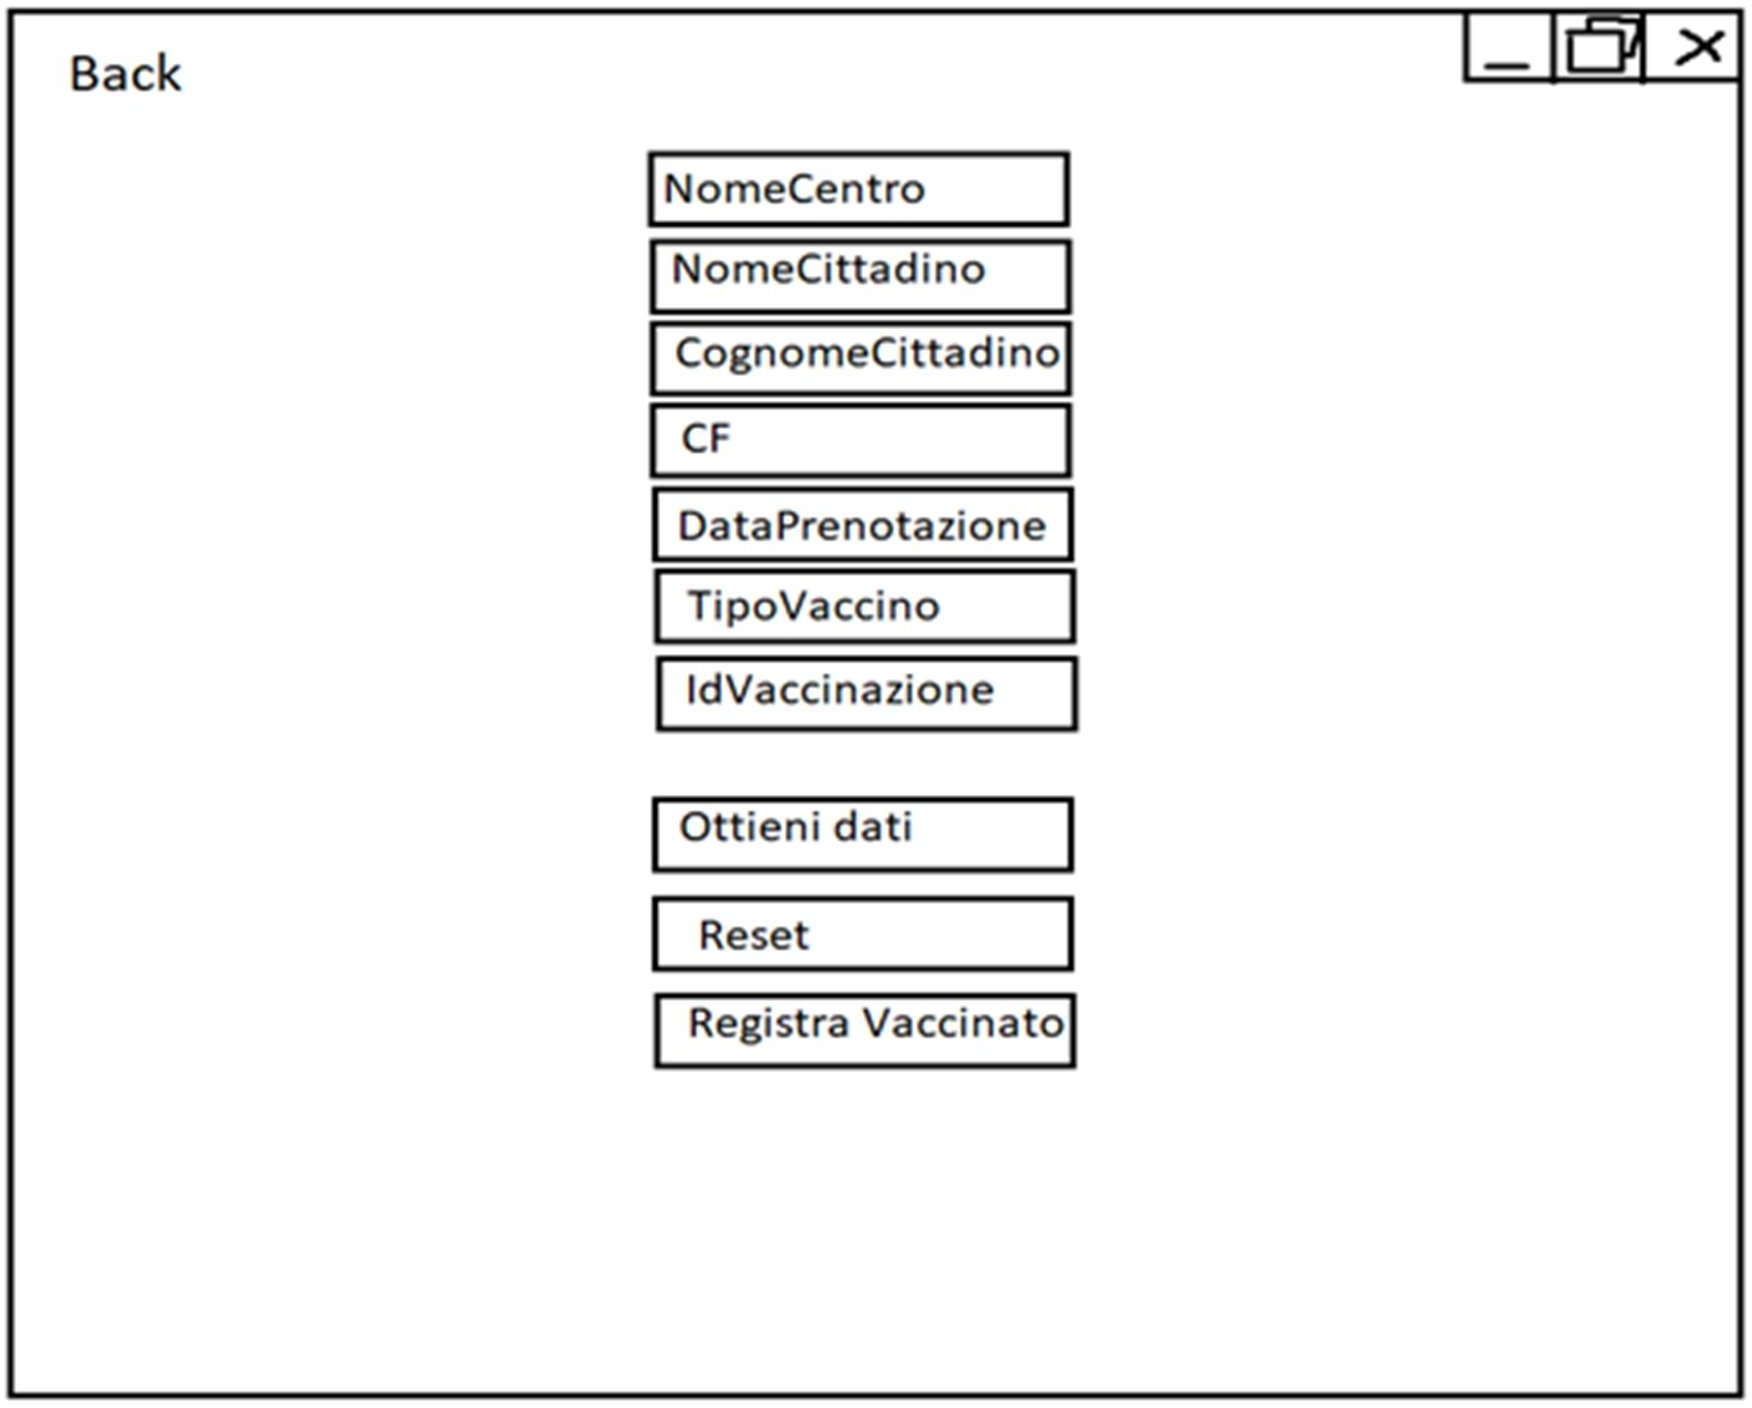 Back
NomeCentro
NomeCittadino
CognomeCittadino
CF
DataPrenotazione
TipoVaccino
IdVaccinazione
Ottieni dati
Reset
Registra Vaccinato